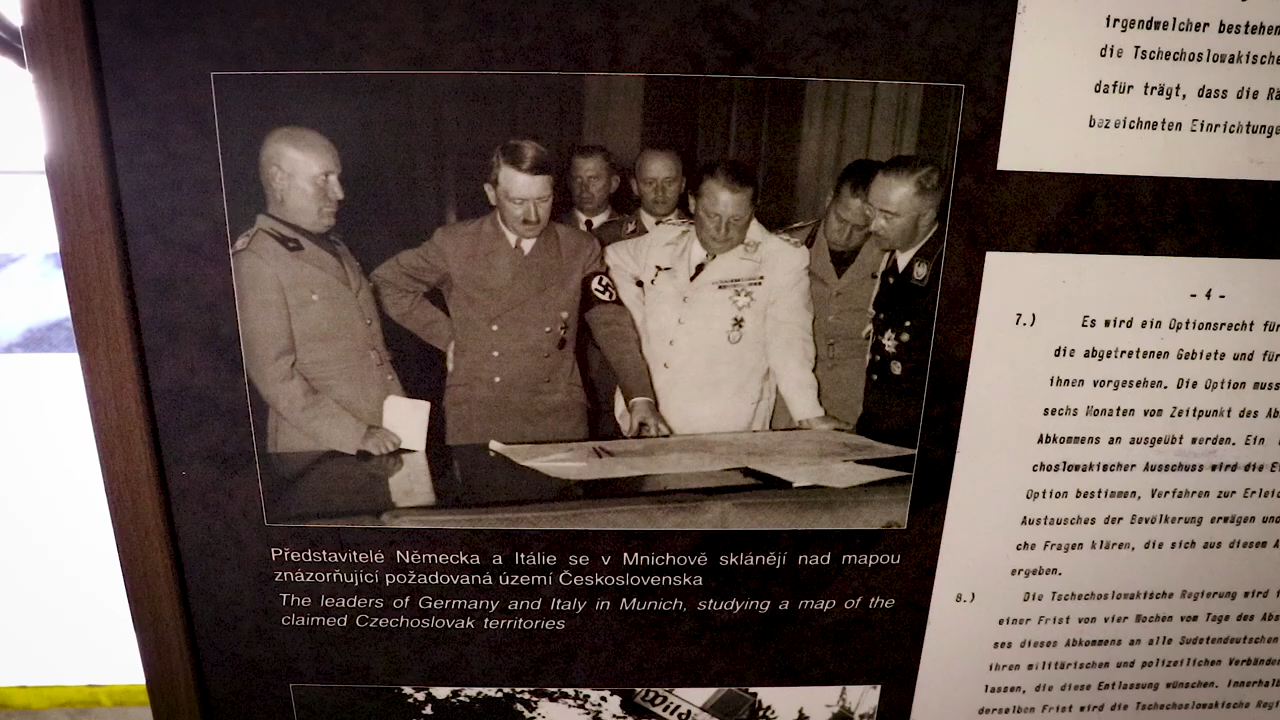 Představitelé Německa a Itálie se v Mnichově sklánějí nad mapou
znázorňující požadovaná území Československa
The leaders of Germany and Italy in Munich, studying a map of the
claimed Czechoslovak territories
Wild
irgendwelcher bestehen
die Tschechoslowakische
dafür trägt, dass die Rä
bezeichneten Einrichtunge
- 4 -
7.) Es wird ein Optionsrecht für
die abgetretenen Gebiete und für
ihnen vorgesehen. Die Option muss
sechs Monaten vom Zeitpunkt des Ab
Abkommens an ausgeübt werden. Ein
choslowakischer Ausschuss wird die
Option bestimmen, Verfahren zur Erlei
Austausches der Bevölkerung erwägen und
che Fragen klären, die sich aus diesem A
ergeben.
8.) Die Tschechoslowakische Regierung wird
einer Frist von vier Wochen vom Tage des Abs
ses dieses Abkommens an alle Sudetendeutschen
ihren militärischen und polizeilichen Verbänden
lassen, die diese Entlassung wünschen. Innerhalb
derselben Frist wird die Tschechoslowakische Regi